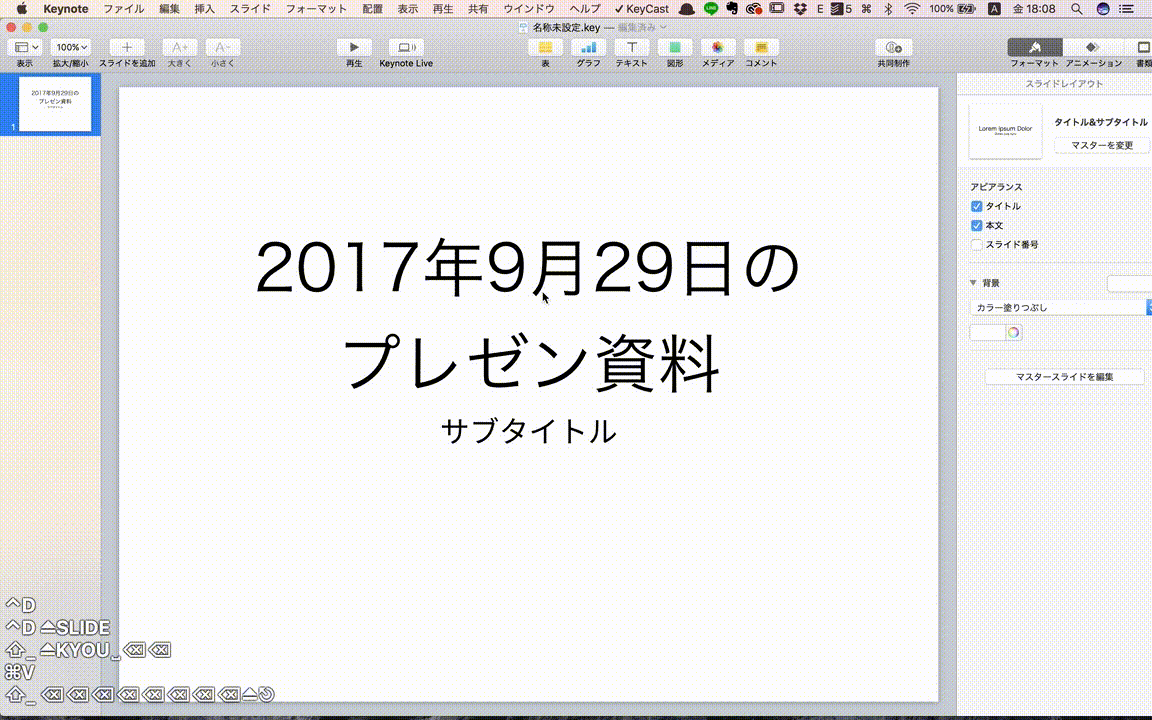 Keynote ファイル 編集 挿入 スライド フォーマット 配置 表示 再生 共有 ウインドウ ヘルプ ✓KeyCast E 5 100% A 金 18:08
名称未設定.key — 編集済み
100%
表示 拡大/縮小 スライドを追加 大きく 小さく 再生 Keynote Live 表 グラフ テキスト 図形 メディア コメント 共同制作 フォーマット アニメーション 書類
スライドレイアウト
Lorem Ipsum Dolor
タイトル&サブタイトル
マスターを変更
アピアランス
タイトル
本文
スライド番号
背景
カラー塗りつぶし
マスタースライドを編集
1
2017年9月29日の
プレゼン資料
2017年9月29日の
プレゼン資料
サブタイトル
^D
^D ⏏SLIDE
⇧_ ⏏KYOU_⌫⌫
⌘V
⇧_ ⌫⌫⌫⌫⌫⌫⌫⌫⏏⎋